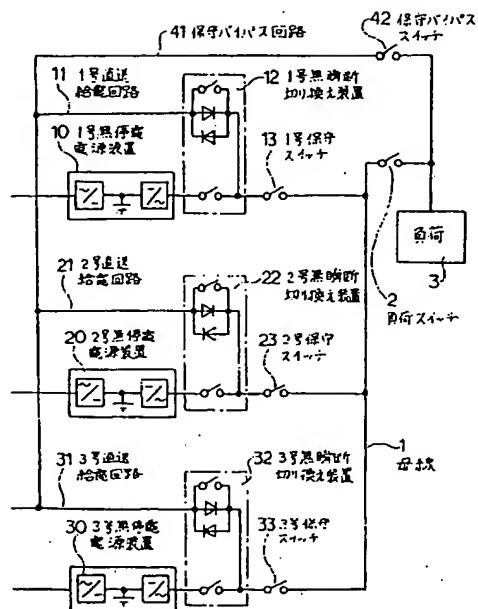 41 保守バイパス回路
42 保守バイパス
スイッチ
11 1号直送
給電回路
12 1号無瞬断
切り換え装置
10 1号無停電
電源装置
13 1号保守
スイッチ
負荷
3
2
負荷スイッチ
21 2号直送
給電回路
22 2号無瞬断
切り換え装置
20 2号無停電
電源装置
23 2号保守
スイッチ
1
母線
31 3号直送
給電回路
32 3号無瞬断
切り換え装置
30 3号無停電
電源装置
33 3号保守
スイッチ